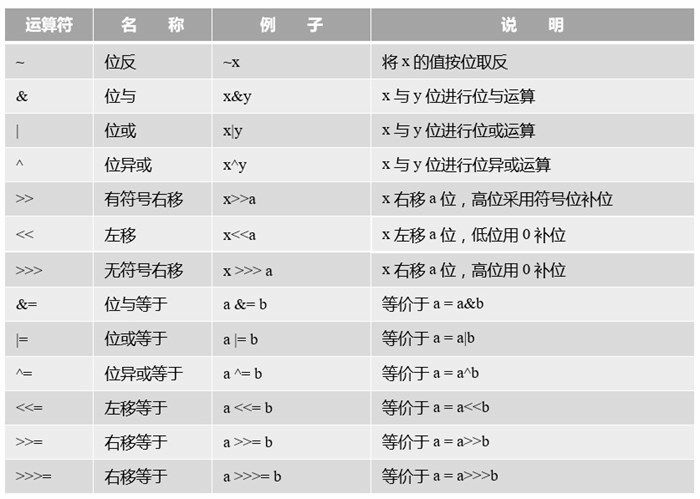 运算符 名 称 例 子 说 明
~ 位反 ~x 将 x 的值按位取反
& 位与 x&y x 与 y 位进行位与运算
| 位或 x|y x 与 y 位进行位或运算
^ 位异或 x^y x 与 y 位进行位异或运算
>> 有符号右移 x>>a x 右移 a 位，高位采用符号位补位
<< 左移 x<<a x 左移 a 位，低位用 0 补位
>>> 无符号右移 x >>> a x 右移 a 位，高位用 0 补位
&= 位与等于 a &= b 等价于 a = a&b
|= 位或等于 a |= b 等价于 a = a|b
^= 位异或等于 a ^= b 等价于 a = a^b
<<= 左移等于 a <<= b 等价于 a = a<<b
>>= 右移等于 a >>= b 等价于 a = a>>b
>>>= 右移等于 a >>>= b 等价于 a = a>>>b